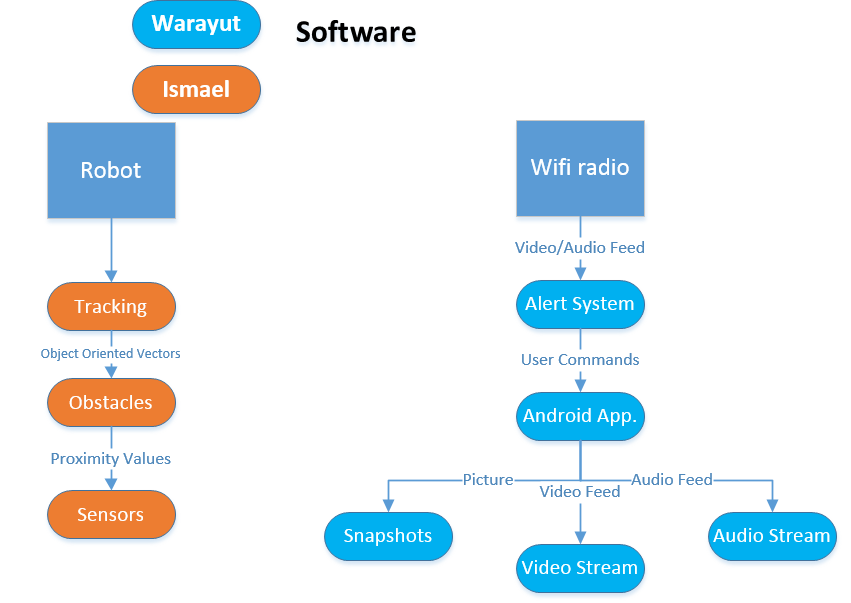 Warayut
Software
Ismael
Robot
Tracking
Object Oriented Vectors
Obstacles
Proximity Values
Sensors
Wifi radio
Video/Audio Feed
Alert System
User Commands
Android App.
Picture
Video Feed
Audio Feed
Snapshots
Video Stream
Audio Stream